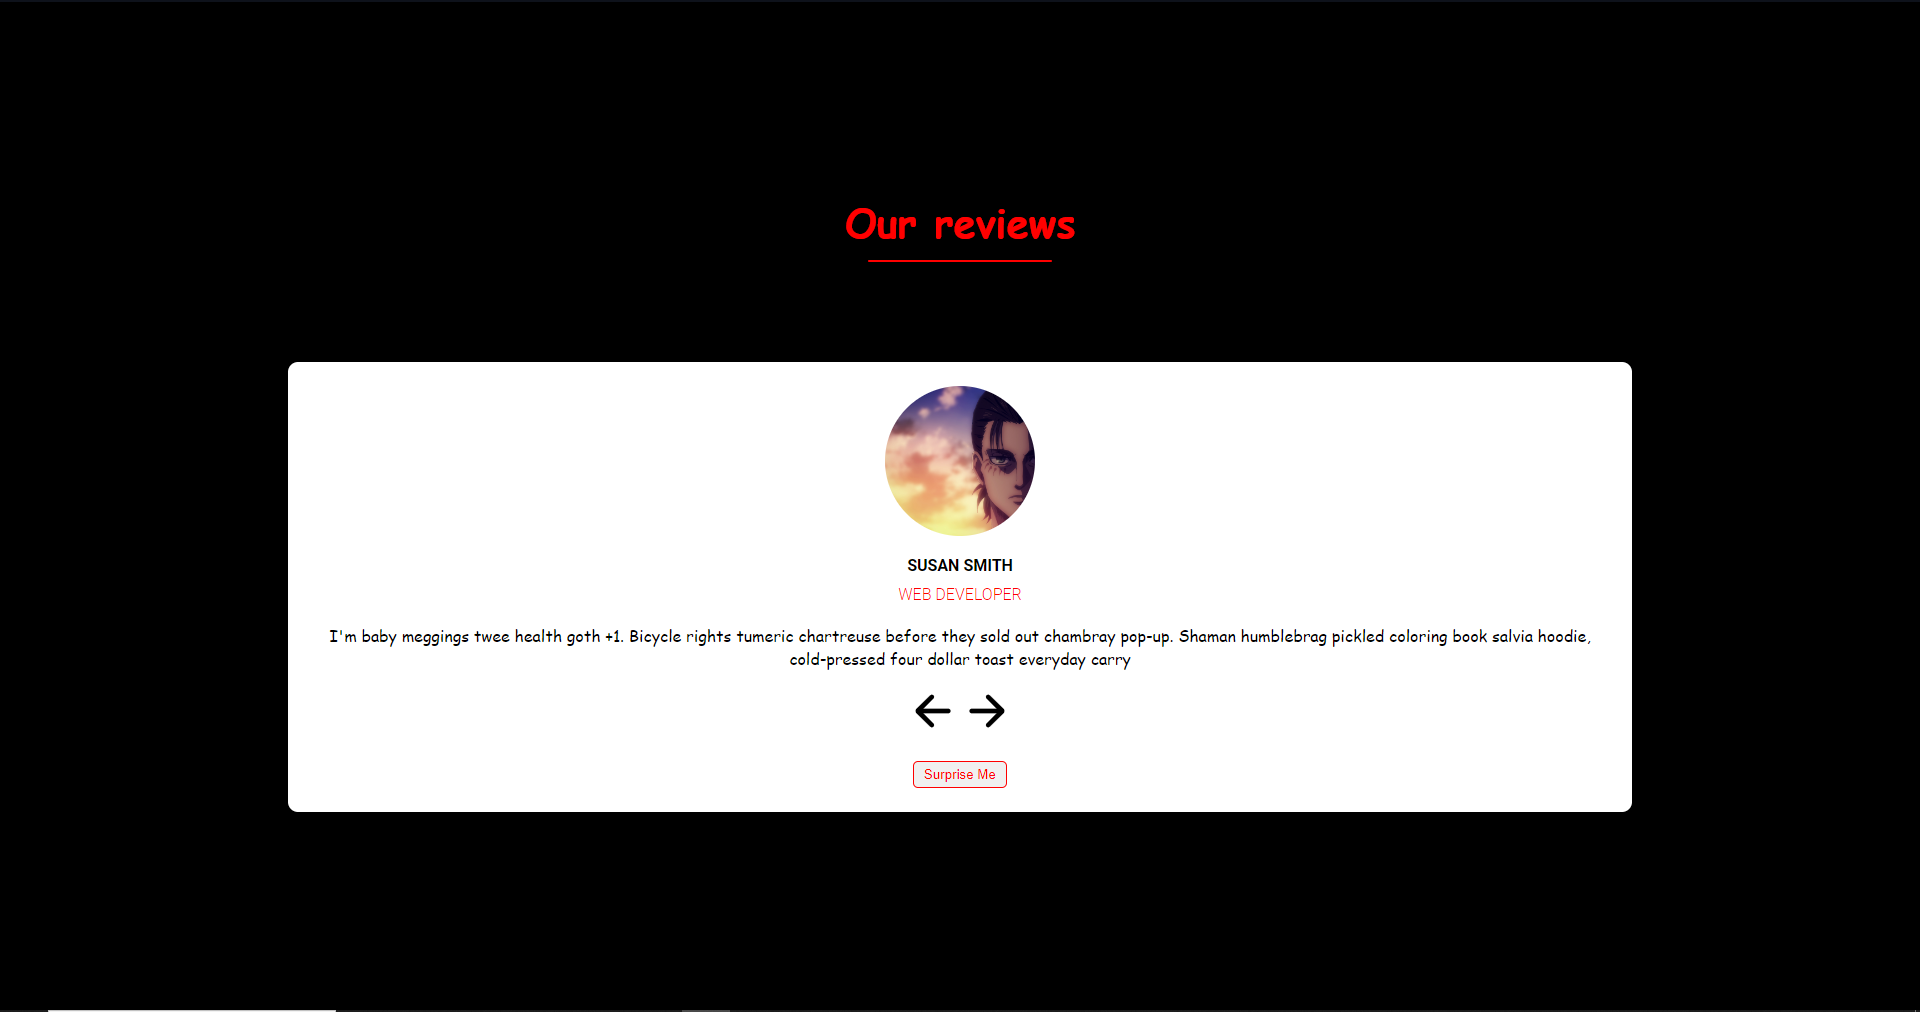 Our reviews
SUSAN SMITH
WEB DEVELOPER
I'm baby meggings twee health goth +1. Bicycle rights tumeric chartreuse before they sold out chambray pop-up. Shaman humblebrag pickled coloring book salvia hoodie,
cold-pressed four dollar toast everyday carry
Surprise Me